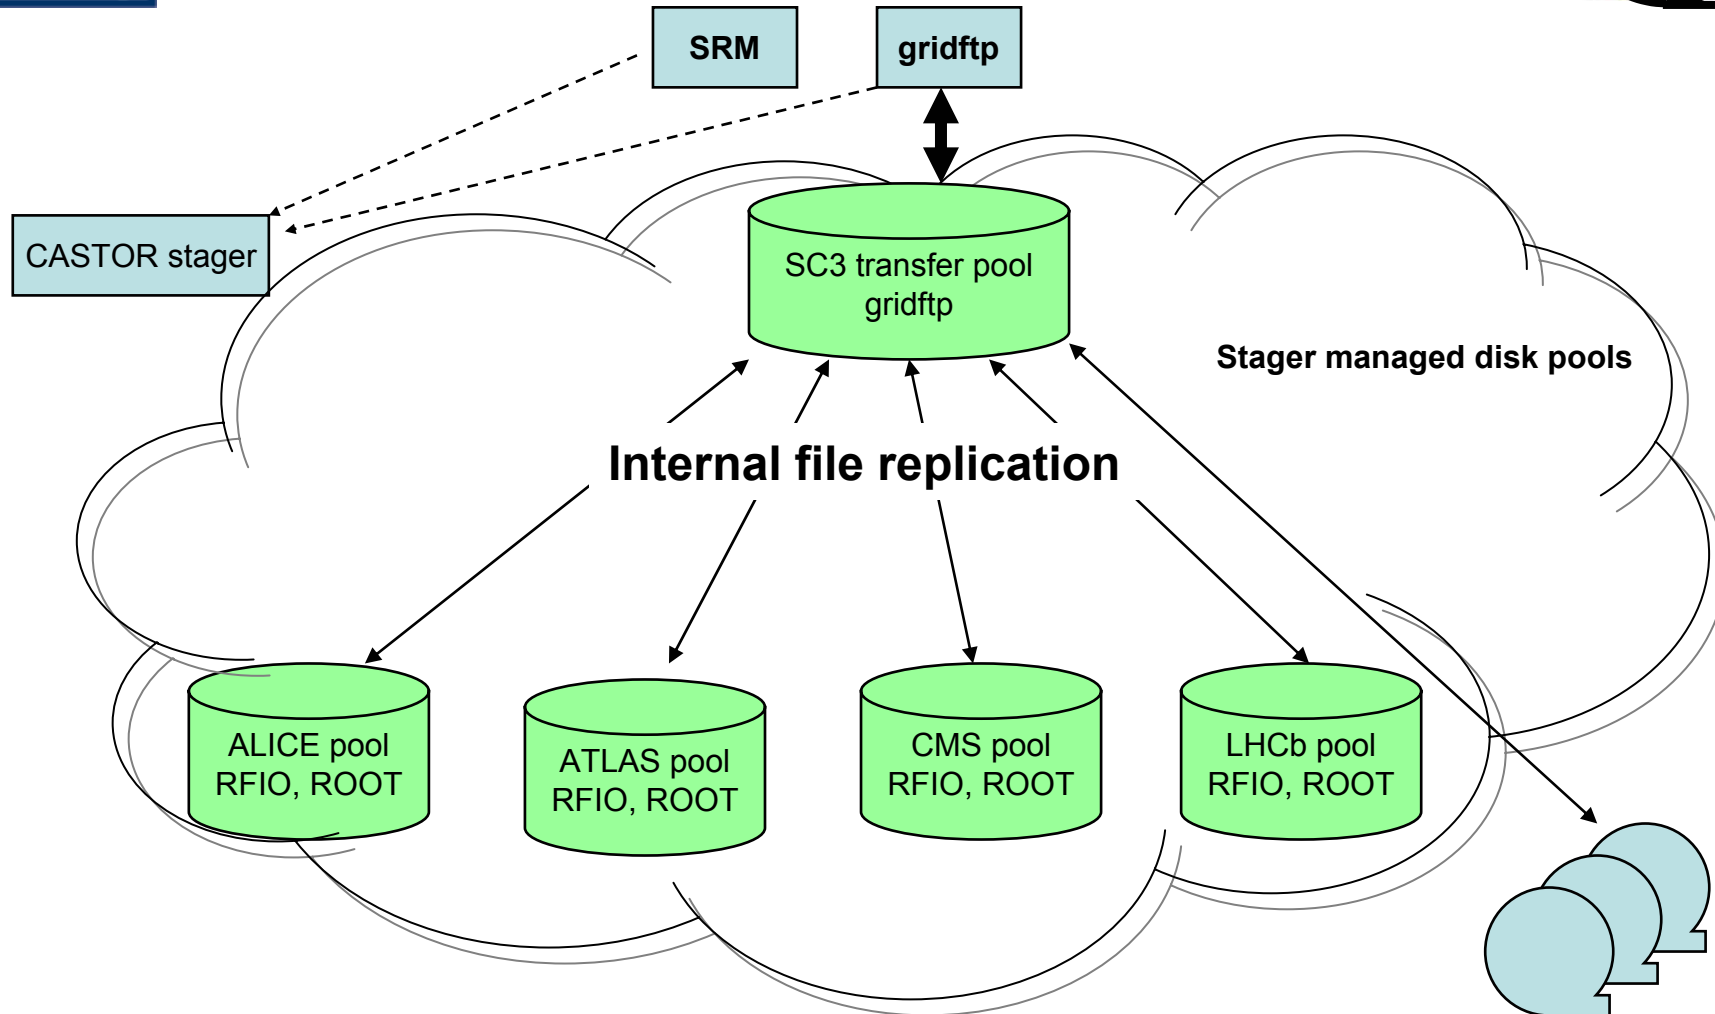 SRM
gridftp
CASTOR stager
SC3 transfer pool
gridftp
Stager managed disk pools
Internal file replication
ALICE pool
RFIO, ROOT
ATLAS pool
RFIO, ROOT
CMS pool
RFIO, ROOT
LHCb pool
RFIO, ROOT